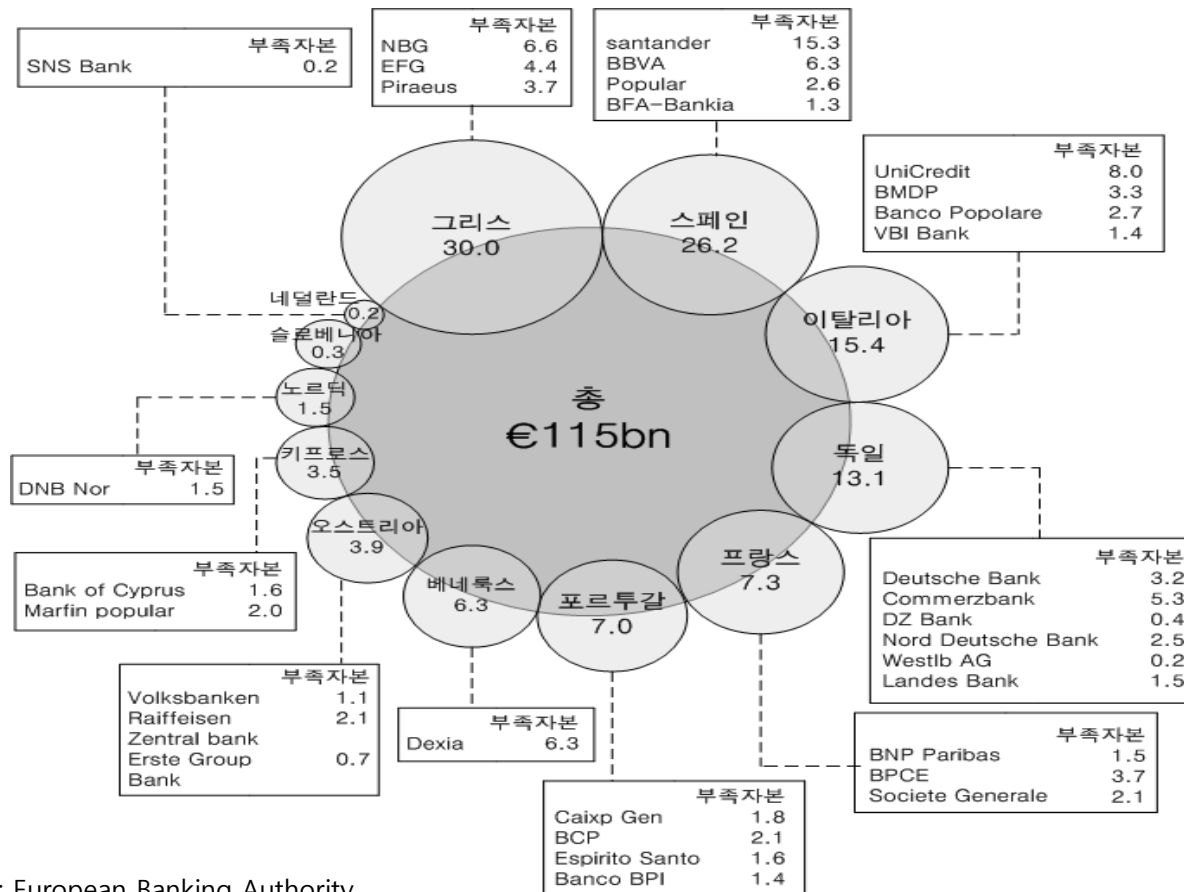 부족자본
SNS Bank 0.2
부족자본
NBG 6.6
EFG 4.4
Piraeus 3.7
부족자본
santander 15.3
BBVA 6.3
Popular 2.6
BFA-Bankia 1.3
부족자본
UniCredit 8.0
BMDP 3.3
Banco Popolare 2.7
VBI Bank 1.4
그리스
30.0
스페인
26.2
이탈리아
15.4
네덜란드
0.2
슬로베니아
0.3
노르딕
1.5
총
€115bn
독일
13.1
키프로스
3.5
부족자본
DNB Nor 1.5
오스트리아
3.9
프랑스
7.3
베네룩스
6.3
포르투갈
7.0
부족자본
Bank of Cyprus 1.6
Marfin popular 2.0
부족자본
Deutsche Bank 3.2
Commerzbank 5.3
DZ Bank 0.4
Nord Deutsche Bank 2.5
Westlb AG 0.2
Landes Bank 1.5
부족자본
Volksbanken 1.1
Raiffeisen 2.1
Zentral bank
Erste Group 0.7
Bank
부족자본
Dexia 6.3
부족자본
BNP Paribas 1.5
BPCE 3.7
Societe Generale 2.1
부족자본
Caixp Gen 1.8
BCP 2.1
Espirito Santo 1.6
Banco BPI 1.4
: European Banking Authority